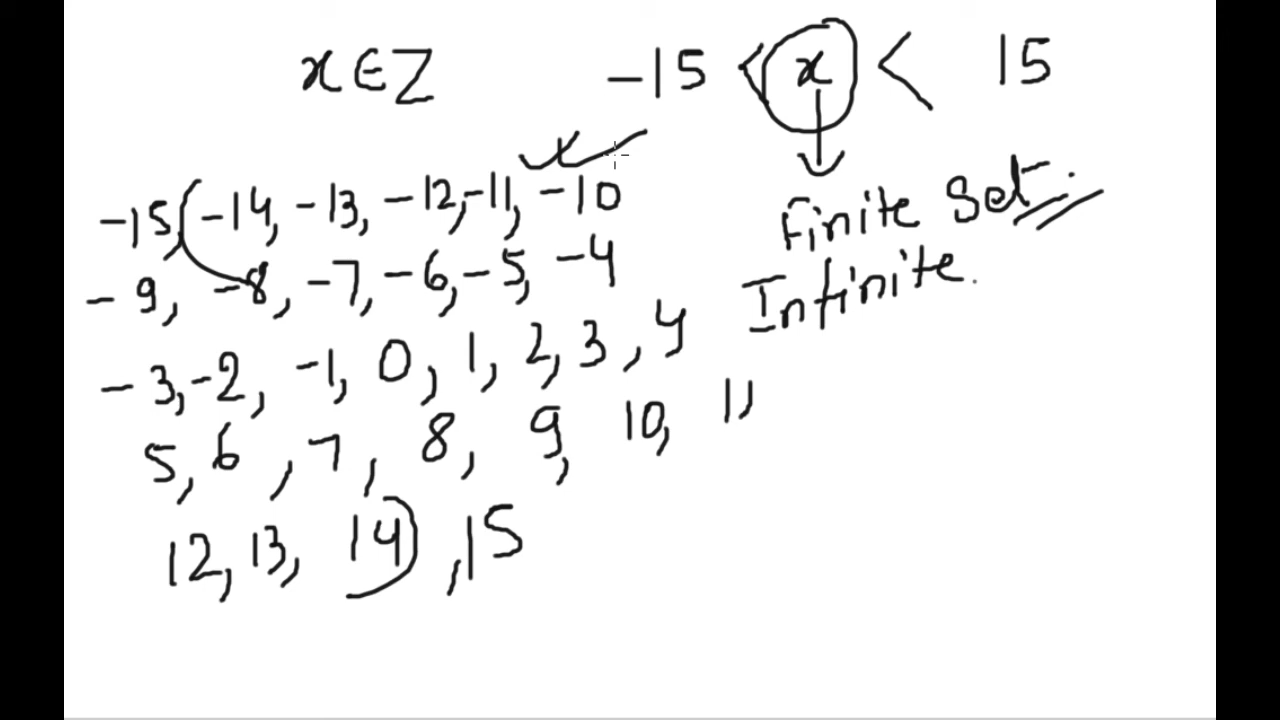 x ∈ Z -15 < x < 15
-15, (-14, -13, -12, -11, -10
-9, -8, -7, -6, -5, -4
-3, -2, -1, 0, 1, 2, 3, 4
5, 6, 7, 8, 9, 10, 11
12, 13, 14), 15
Finite Set.
Infinite.